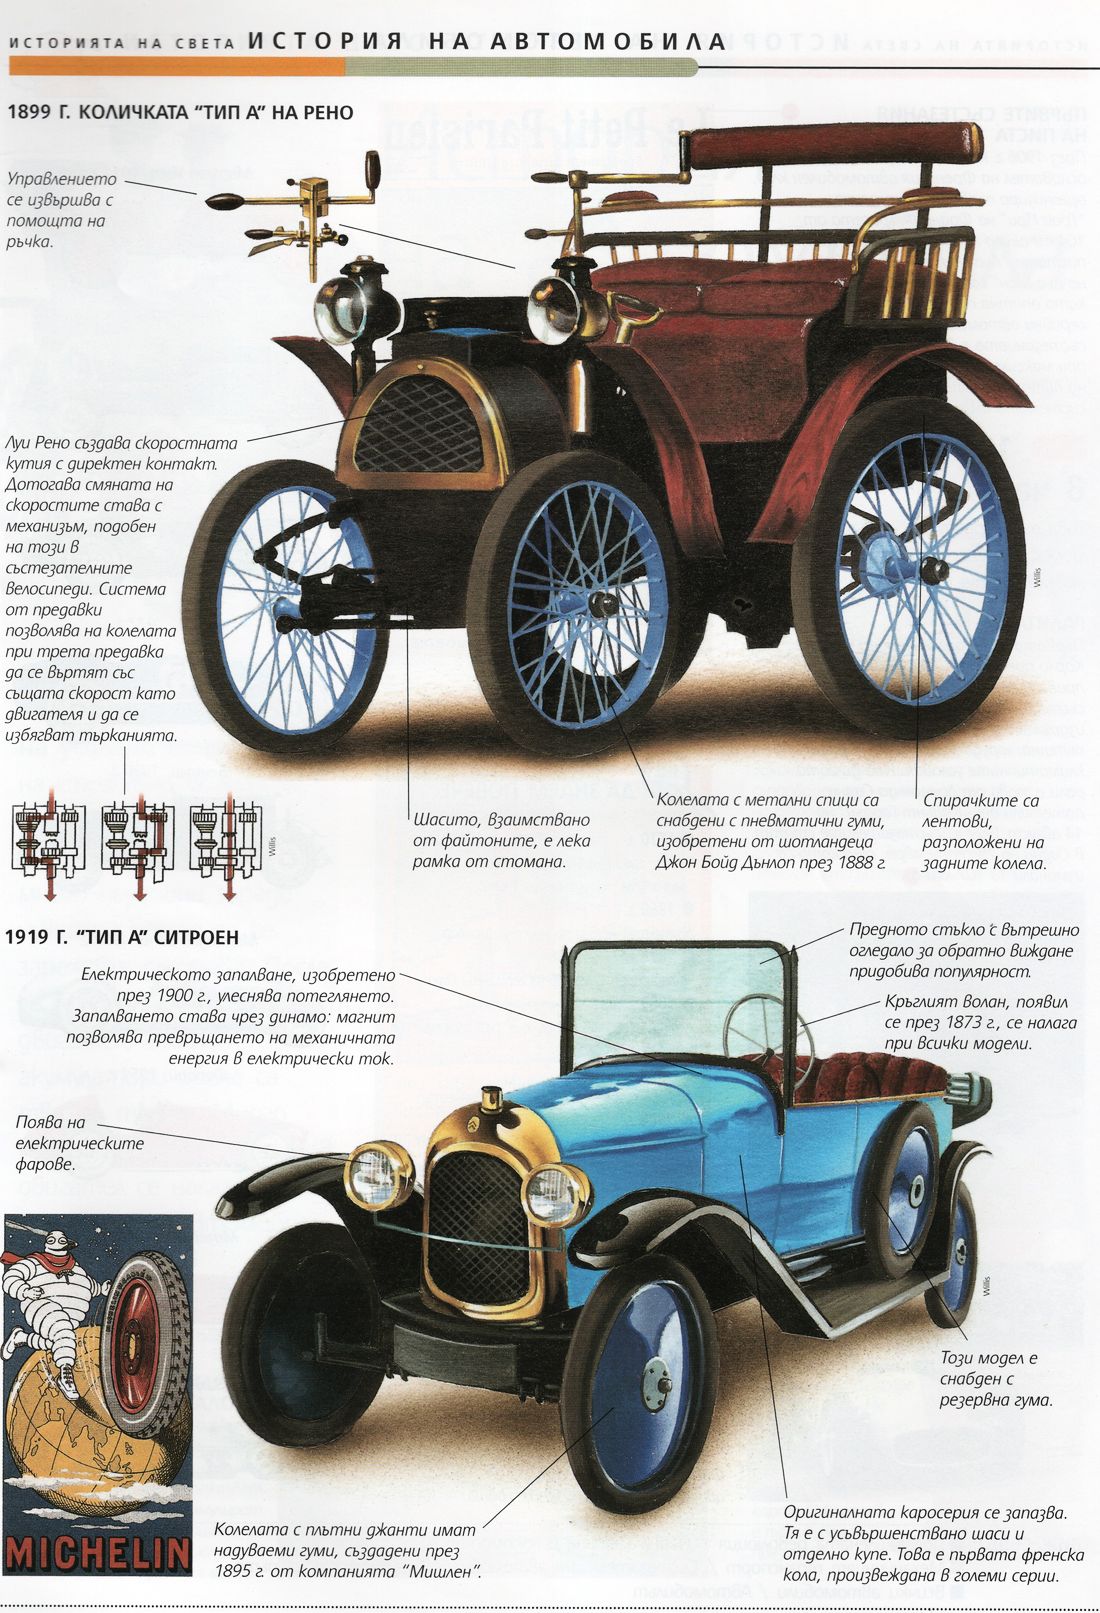 ИСТОРИЯТА НА СВЕТА ИСТОРИЯ НА АВТОМОБИЛА
1899 Г. КОЛИЧКАТА “ТИП А” НА РЕНО
Управлението
се извършва с
помощта на
ръчка.
Луи Рено създава скоростната
кутия с директен контакт.
Дотогава смяната на
скоростите става с
механизъм, подобен
на този в
състезателните
велосипеди. Система
от предавки
позволява на колелата
при трета предавка
да се въртят със
същата скорост като
двигателя и да се
избягват търканията.
Willis
Willis
Шасито, взаимствано
от файтоните, е лека
рамка от стомана.
Колелата с метални спици са
снабдени с пневматични гуми,
изобретени от шотландеца
Джон Бойд Дънлоп през 1888 г.
Спирачките са
лентови,
разположени на
задните колела.
1919 Г. “ТИП А” СИТРОЕН
Електрическото запалване, изобретено
през 1900 г., улеснява потеглянето.
Запалването става чрез динамо: магнит
позволява превръщането на механичната
енергия в електрически ток.
Предното стъкло с вътрешно
огледало за обратно виждане
придобива популярност.
Кръглият волан, появил
се през 1873 г., се налага
при всички модели.
Поява на
електрическите
фарове.
Willis
Този модел е
снабден с
резервна гума.
MICHELIN
Колелата с плътни джанти имат
надуваеми гуми, създадени през
1895 г. от компанията “Мишлен”.
Оригиналната каросерия се запазва.
Тя е с усъвършенствано шаси и
отделно купе. Това е първата френска
кола, произвеждана в големи серии.